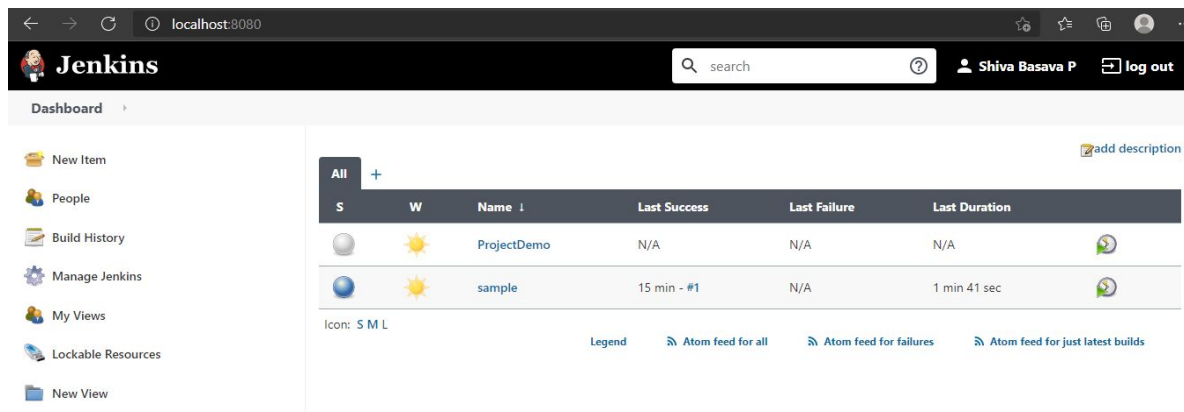 localhost:8080
Jenkins search Shiva Basava P log out
Dashboard
New Item
People
Build History
Manage Jenkins
My Views
Lockable Resources
New View
add description
All +
S W Name ↓ Last Success Last Failure Last Duration
ProjectDemo N/A N/A N/A
sample 15 min - #1 N/A 1 min 41 sec
Icon: S M L
Legend Atom feed for all Atom feed for failures Atom feed for just latest builds